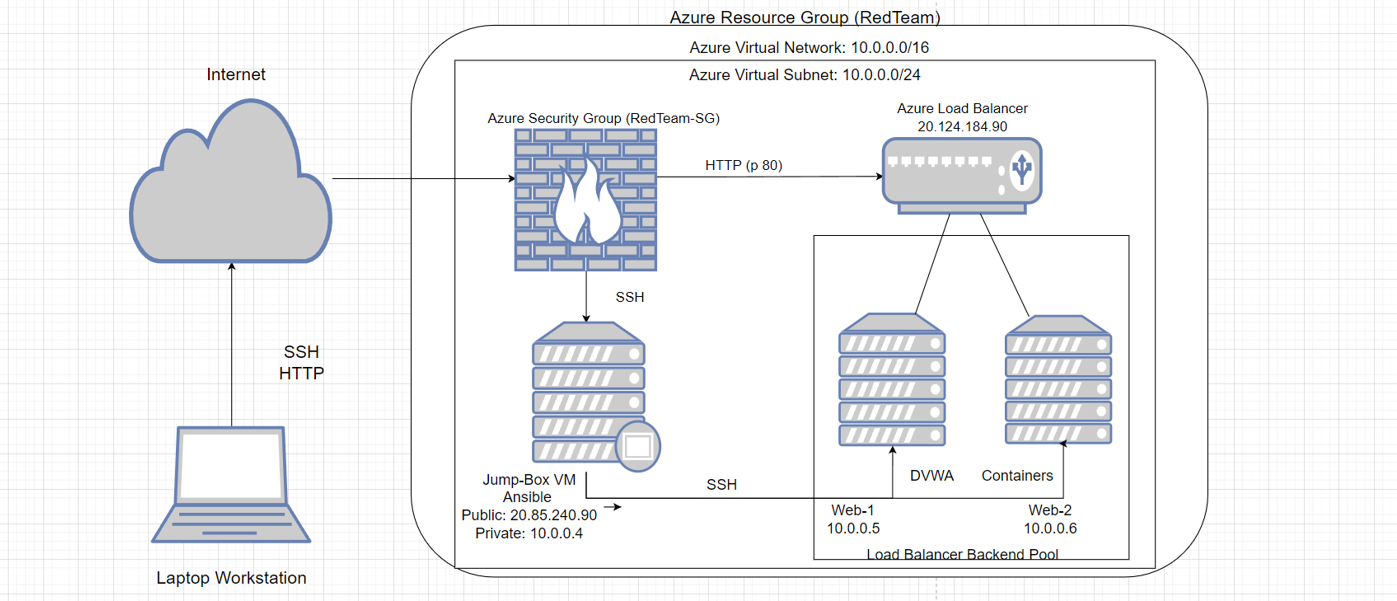 Azure Resource Group (RedTeam)
Azure Virtual Network: 10.0.0.0/16
Azure Virtual Subnet: 10.0.0.0/24
Internet
Azure Security Group (RedTeam-SG)
Azure Load Balancer
20.124.184.90
HTTP (p 80)
SSH
SSH
HTTP
Jump-Box VM
Ansible
Public: 20.85.240.90
Private: 10.0.0.4
SSH
DVWA
Containers
Web-1
10.0.0.5
Web-2
10.0.0.6
Load Balancer Backend Pool
Laptop Workstation